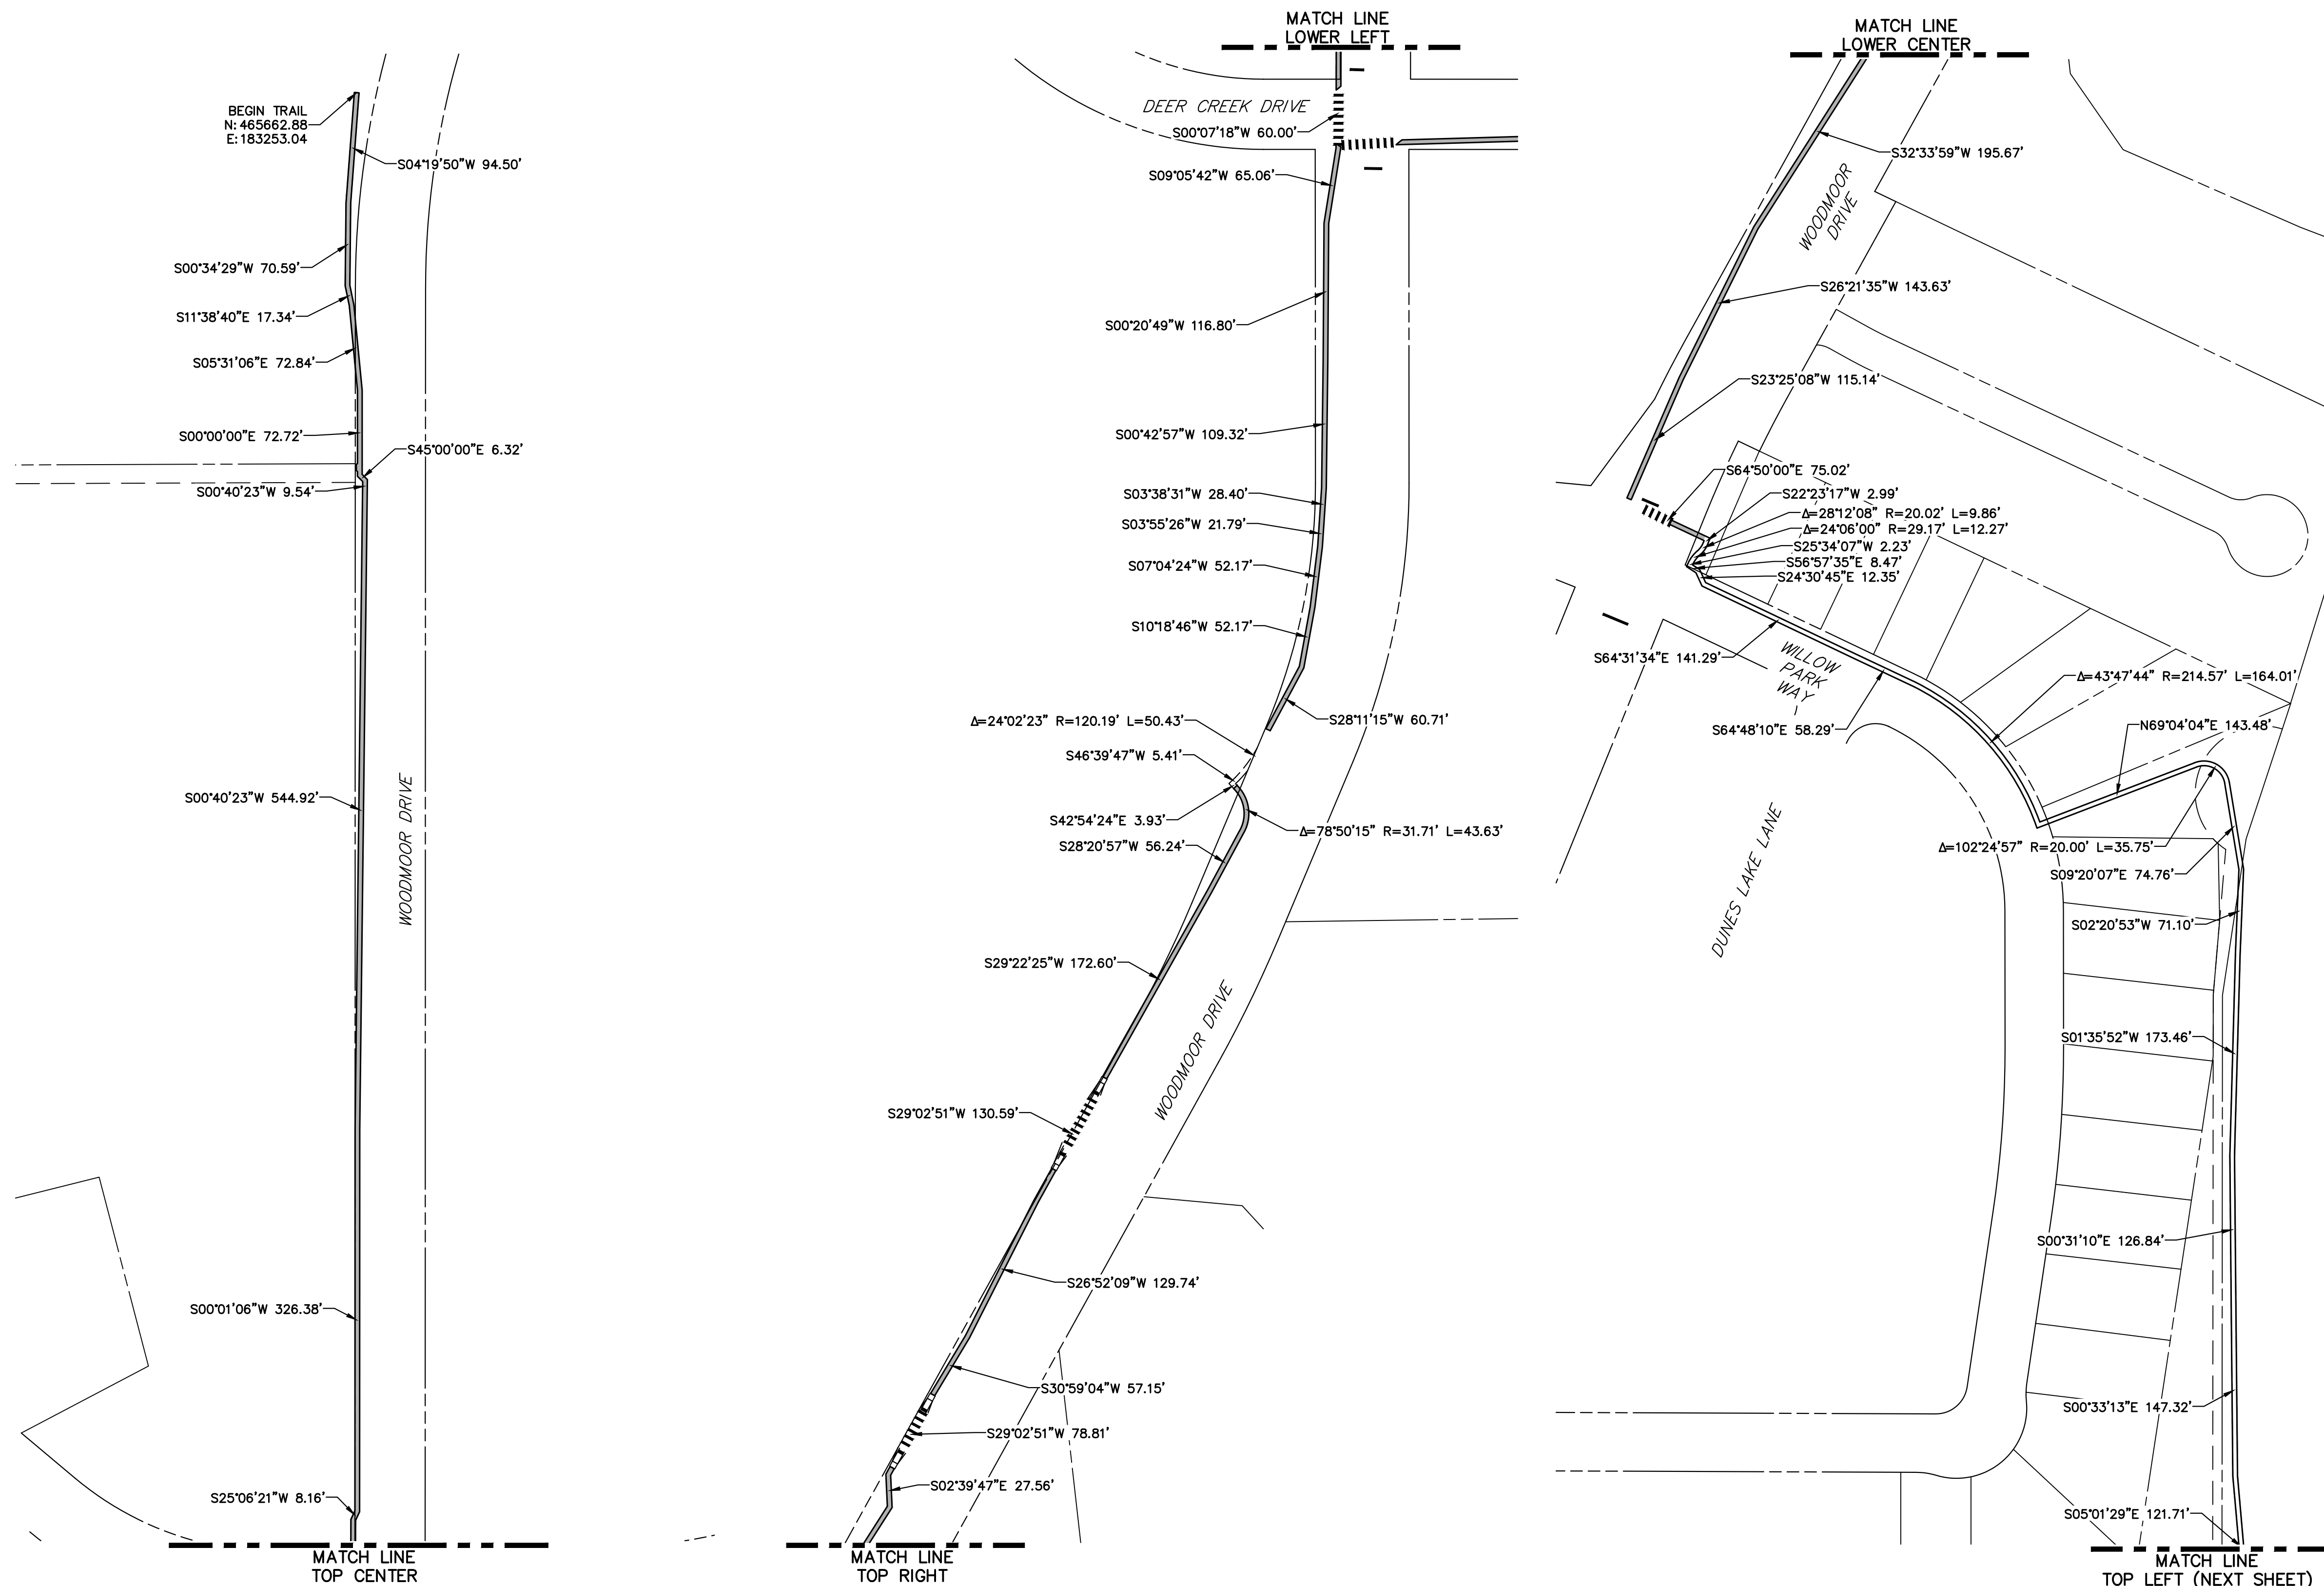 BEGIN TRAIL
N: 465662.88
E: 183253.04
S04°19'50"W 94.50'
S00°34'29"W 70.59'
S11°38'40"E 17.34'
S05°31'06"E 72.84'
S00°00'00"E 72.72'
S45°00'00"E 6.32'
S00°40'23"W 9.54'
S00°40'23"W 544.92'
WOODMOOR DRIVE
S00°01'06"W 326.38'
S25°06'21"W 8.16'
MATCH LINE
TOP CENTER
MATCH LINE
LOWER LEFT
DEER CREEK DRIVE
S00°07'18"W 60.00'
S09°05'42"W 65.06'
S00°20'49"W 116.80'
S00°42'57"W 109.32'
S03°38'31"W 28.40'
S03°55'26"W 21.79'
S07°04'24"W 52.17'
S10°18'46"W 52.17'
S28°11'15"W 60.71'
Δ=24°02'23" R=120.19' L=50.43'
S46°39'47"W 5.41'
S42°54'24"E 3.93'
Δ=78°50'15" R=31.71' L=43.63'
S28°20'57"W 56.24'
S29°22'25"W 172.60'
WOODMOOR DRIVE
S29°02'51"W 130.59'
S26°52'09"W 129.74'
S30°59'04"W 57.15'
S29°02'51"W 78.81'
S02°39'47"E 27.56'
MATCH LINE
TOP RIGHT
MATCH LINE
LOWER CENTER
S32°33'59"W 195.67'
WOODMOOR
DRIVE
S26°21'35"W 143.63'
S23°25'08"W 115.14'
S64°50'00"E 75.02'
S22°23'17"W 2.99'
Δ=28°12'08" R=20.02' L=9.86'
Δ=24°06'00" R=29.17' L=12.27'
S25°34'07"W 2.23'
S56°57'35"E 8.47'
S24°30'45"E 12.35'
S64°31'34"E 141.29'
WILLOW
PARK
WAY
Δ=43°47'44" R=214.57' L=164.01'
S64°48'10"E 58.29'
N69°04'04"E 143.48'
DUNES LAKE LANE
Δ=102°24'57" R=20.00' L=35.75'
S09°20'07"E 74.76'
S02°20'53"W 71.10'
S01°35'52"W 173.46'
S00°31'10"E 126.84'
S00°33'13"E 147.32'
S05°01'29"E 121.71'
MATCH LINE
TOP LEFT (NEXT SHEET)